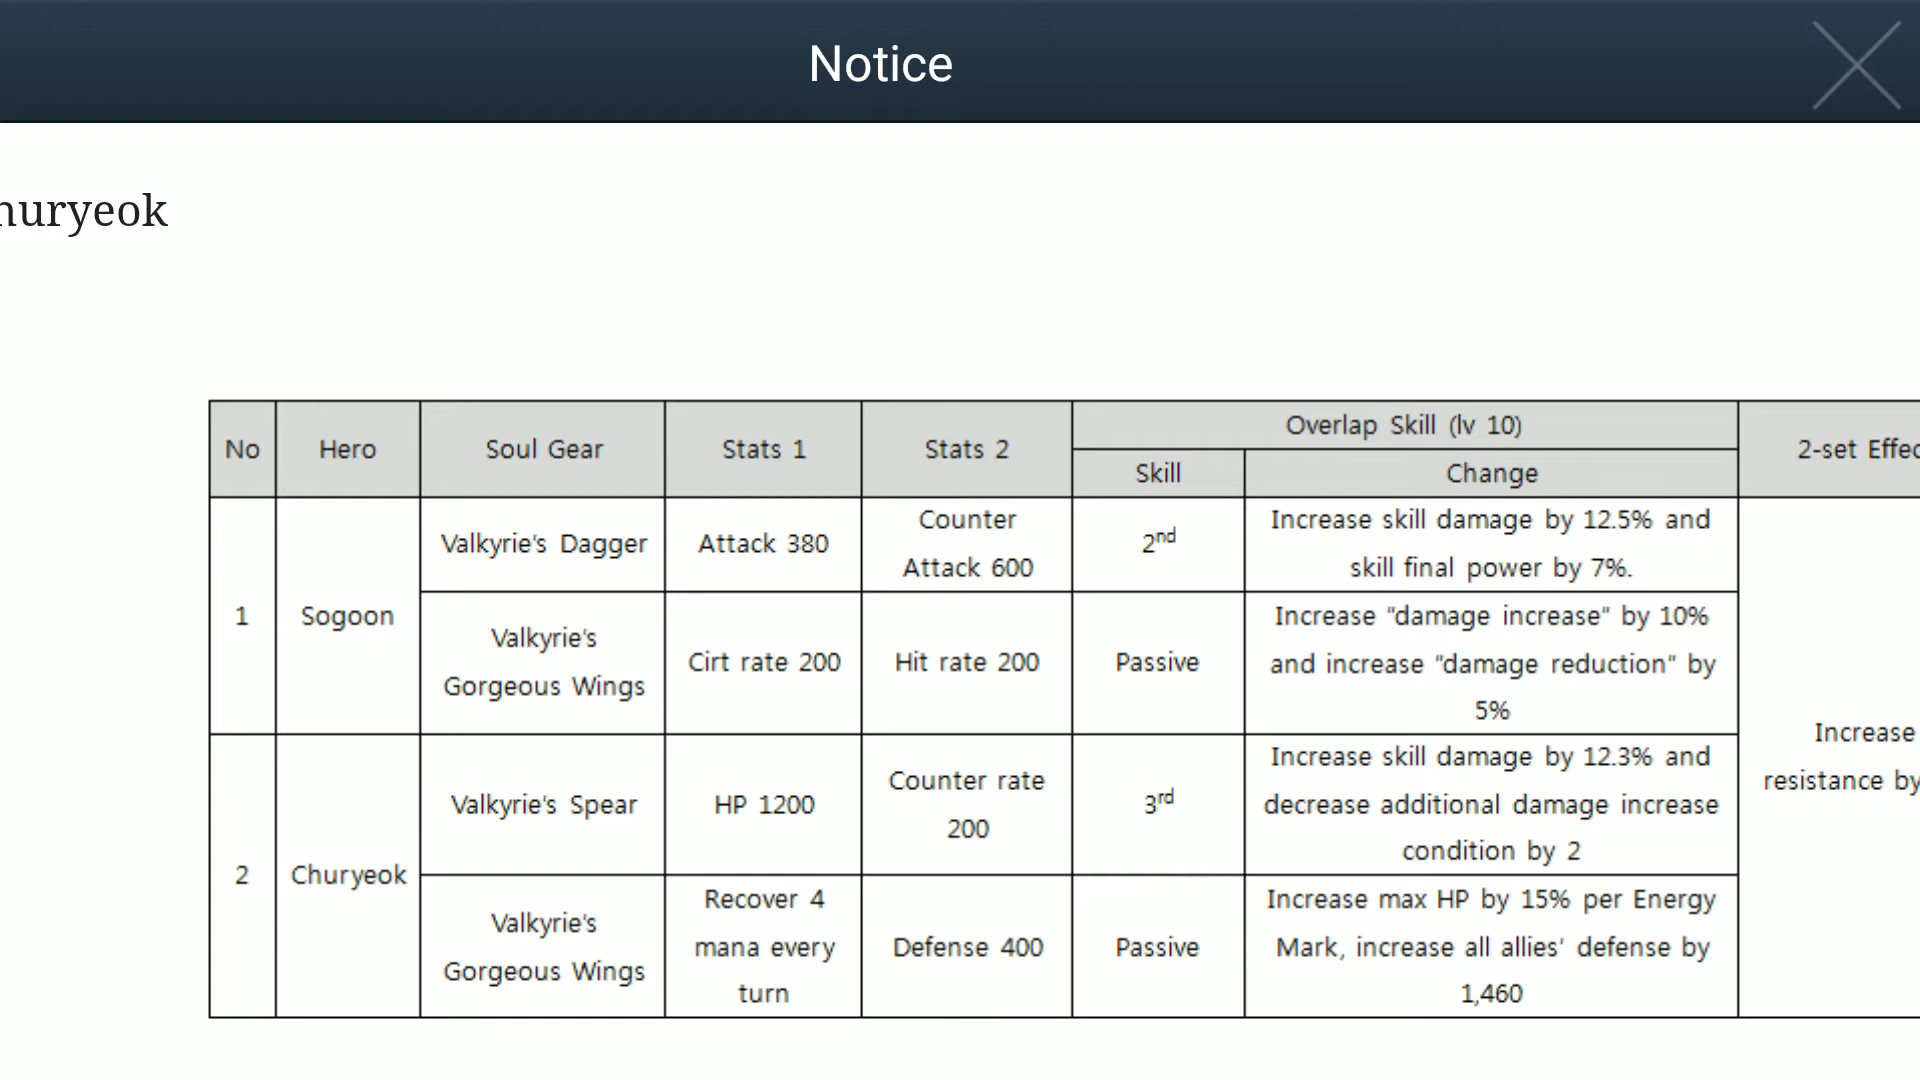 Notice
huryeok
No Hero Soul Gear Stats 1 Stats 2 Overlap Skill (lv 10) 2-set
Skill Change
1 Sogoon Valkyrie's Dagger Attack 380 Counter Attack 600 2nd Increase skill damage by 12.5% and
skill final power by 7%.
Valkyrie's
Gorgeous Wings Cirt rate 200 Hit rate 200 Passive Increase "damage increase" by 10%
and increase "damage reduction" by
5%
2 Churyeok Valkyrie's Spear HP 1200 Counter rate
200 3rd Increase skill damage by 12.3% and
decrease additional damage increase
condition by 2
Valkyrie's
Gorgeous Wings Recover 4
mana every
turn Defense 400 Passive Increase max HP by 15% per Energy
Mark, increase all allies' defense by
1,460
Increase
resistance by